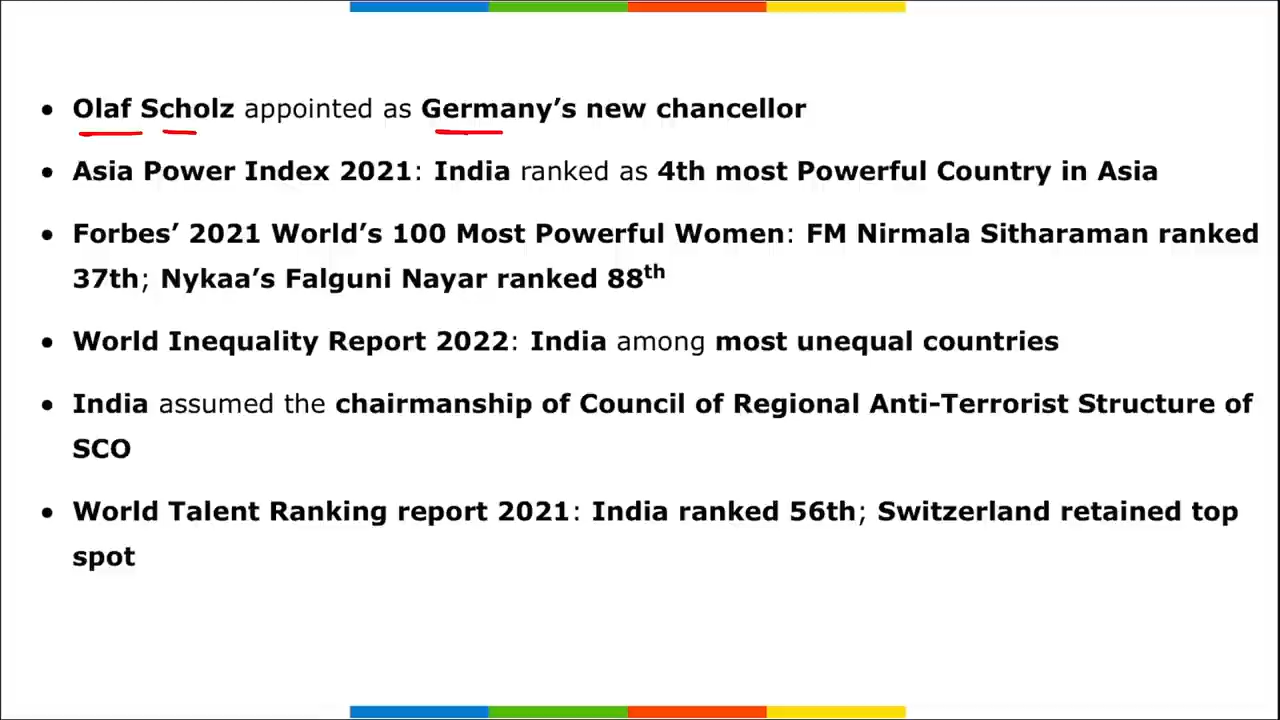 • Olaf Scholz appointed as Germany’s new chancellor
• Asia Power Index 2021: India ranked as 4th most Powerful Country in Asia
• Forbes’ 2021 World’s 100 Most Powerful Women: FM Nirmala Sitharaman ranked
37th; Nykaa’s Falguni Nayar ranked 88th
• World Inequality Report 2022: India among most unequal countries
• India assumed the chairmanship of Council of Regional Anti-Terrorist Structure of
SCO
• World Talent Ranking report 2021: India ranked 56th; Switzerland retained top
spot